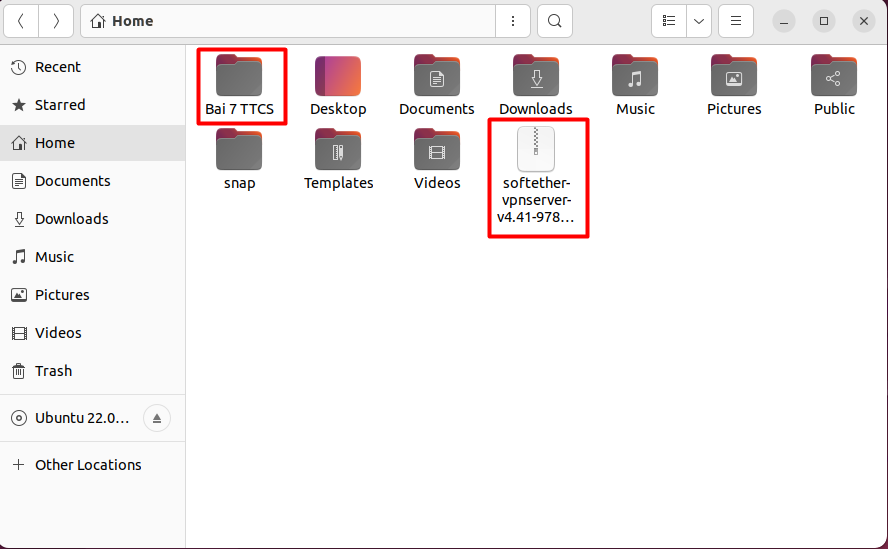 Home
Recent
Starred
Home
Documents
Downloads
Music
Pictures
Videos
Trash
Ubuntu 22.0...
Other Locations
Bai 7 TTCS
Desktop
Documents
Downloads
Music
Pictures
Public
snap
Templates
Videos
softether-
vpnserver-
v4.41-978...